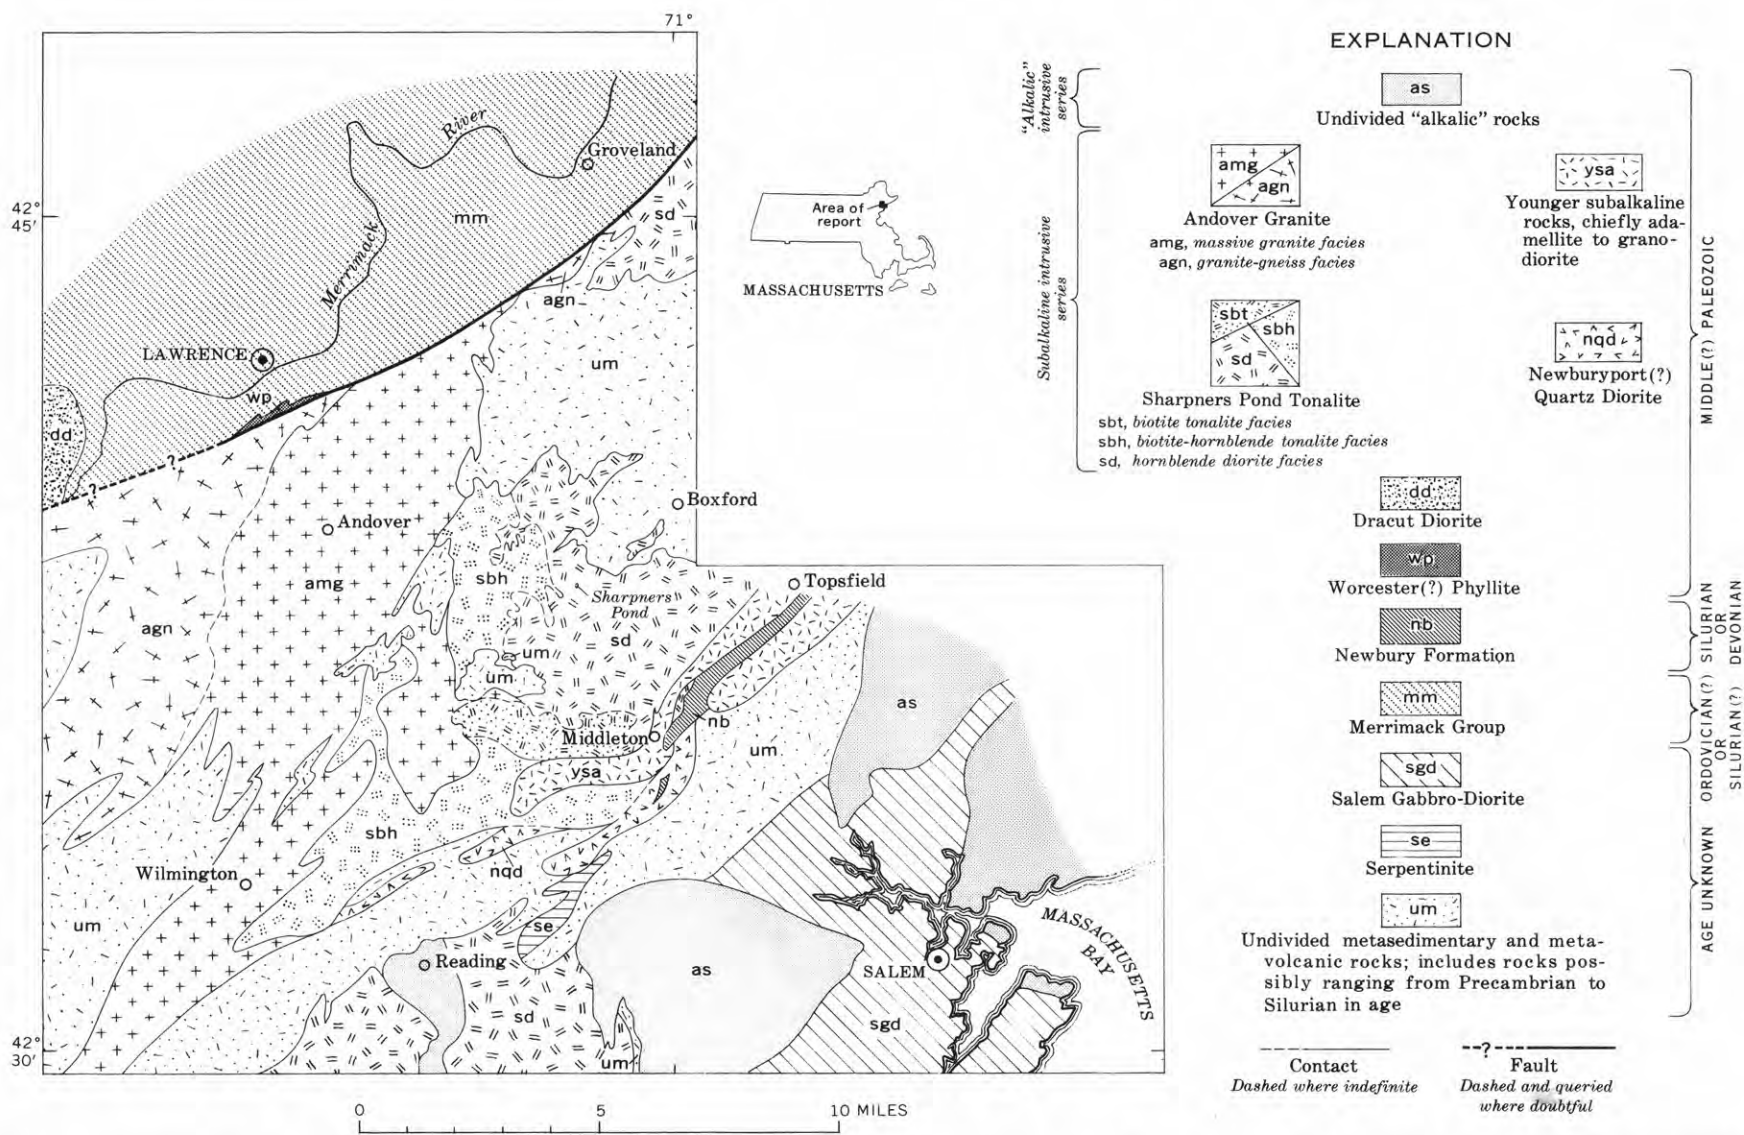 71°
42°
45'
42°
30'
Merrimack
River
Groveland
mm
sd
agn
um
LAWRENCE
wp
dd
?
?
Boxford
Andover
amg
sbh
Sharpners
Pond
sd
Topsfield
agn
um
um
nb
Middleton
um
as
ysa
sbh
nqd
Wilmington
um
se
Reading
as
SALEM
MASSACHUSETTS
BAY
sd
um
sgd
0 5 10 MILES
Area of
report
MASSACHUSETTS
EXPLANATION
"Alkalic"
intrusive
series
as
Undivided "alkalic" rocks
Subalkaline intrusive
series
amg
agn
Andover Granite
amg, massive granite facies
agn, granite-gneiss facies
ysa
Younger subalkaline
rocks, chiefly ada-
mellite to grano-
diorite
sbt
sbh
sd
Sharpners Pond Tonalite
sbt, biotite tonalite facies
sbh, biotite-hornblende tonalite facies
sd, hornblende diorite facies
nqd
Newburyport(?)
Quartz Diorite
dd
Dracut Diorite
wp
Worcester(?) Phyllite
nb
Newbury Formation
mm
Merrimack Group
sgd
Salem Gabbro-Diorite
se
Serpentinite
um
Undivided metasedimentary and meta-
volcanic rocks; includes rocks pos-
sibly ranging from Precambrian to
Silurian in age
MIDDLE(?) PALEOZOIC
SILURIAN
OR
DEVONIAN
ORDOVICIAN(?)
OR
SILURIAN(?)
AGE UNKNOWN
Contact
Dashed where indefinite
?
Fault
Dashed and queried
where doubtful